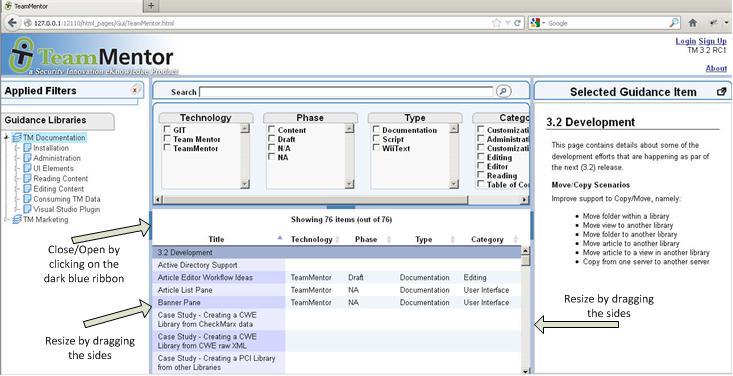 TeamMentor
127.0.0.1:12110/html_pages/Gui/TeamMentor.html
Google
TeamMentor
a Security Innovation eKnowledge Product
Login Sign Up
TM 3.2 RC1
About
Applied Filters
Guidance Libraries
TM Documentation
Installation
Administration
UI Elements
Reading Content
Editing Content
Consuming TM Data
Visual Studio Plugin
TM Marketing
Close/Open by
clicking on the
dark blue ribbon
Resize by dragging
the sides
Search
Technology
GIT
Team Mentor
TeamMentor
Phase
Content
Draft
N/A
NA
Type
Documentation
Script
WiiText
Categ
Customizatio
Administrati
Customizati
Editing
Editor
Reading
Table of Co
Showing 76 items (out of 76)
Title Technology Phase Type Category
3.2 Development
Active Directory Support
Article Editor Workflow Ideas TeamMentor Draft Documentation Editing
Article List Pane TeamMentor NA Documentation User Interface
Banner Pane TeamMentor NA Documentation User Interface
Case Study - Creating a CWE
Library from CheckMarx data
Case Study - Creating a CWE
Library from CWE raw XML
Case Study - Creating a PCI Library
from other Libraries
Selected Guidance Item
3.2 Development
This page contains details about some of the
development efforts that are happening as par of
the next (3.2) release.
Move/Copy Scenarios
Improve support to Copy/Move, namely:
Move folder within a library
Move view to another library
Move folder to another library
Move article to another library
Move article to a view in another library
Copy from one server to another server
Resize by dragging
the sides